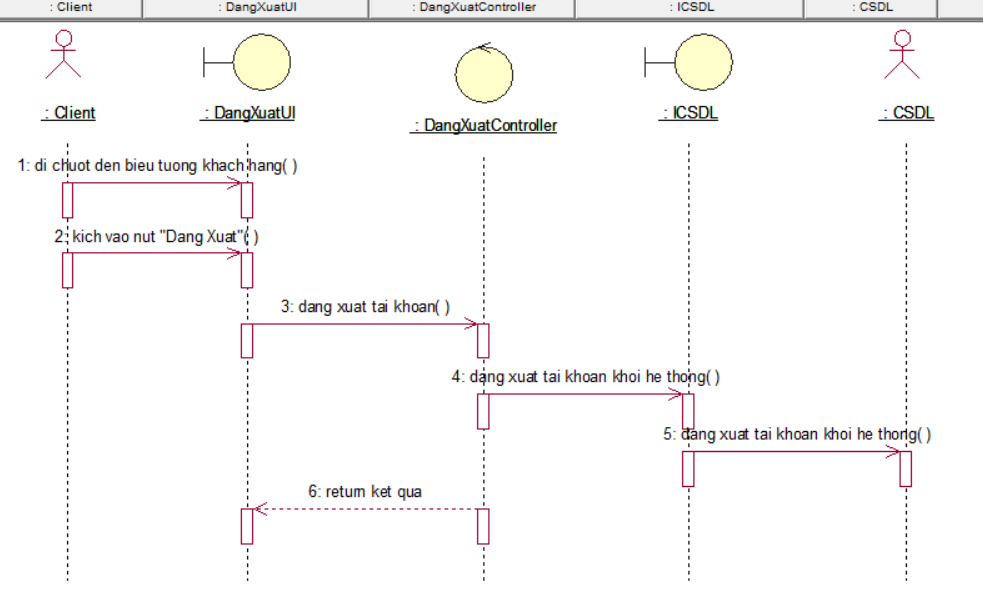 : Client
: DangXuatUI
: DangXuatController
: ICSDL
: CSDL
: Client
: DangXuatUI
: DangXuatController
: ICSDL
: CSDL
1: di chuot den bieu tuong khach hang( )
2: kich vao nut "Dang Xuat"( )
3: dang xuat tai khoan( )
4: dang xuat tai khoan khoi he thong( )
5: dang xuat tai khoan khoi he thong( )
6: return ket qua